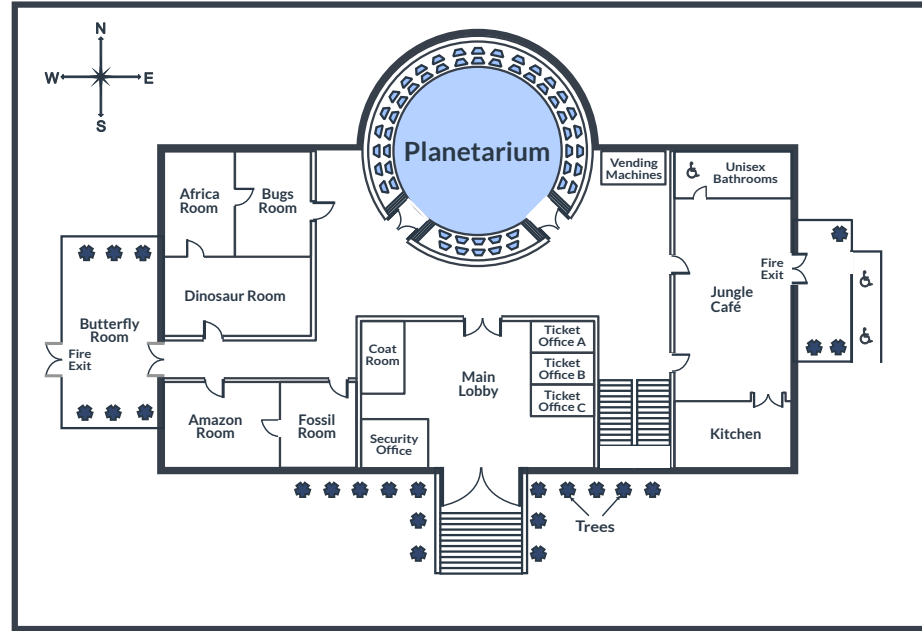 N
W
E
S
Planetarium
Vending
Machines
Unisex
Bathrooms
Africa
Room
Bugs
Room
Dinosaur Room
Butterfly
Room
Fire
Exit
Fire
Exit
Jungle
Café
Coat
Room
Main
Lobby
Ticket
Office A
Ticket
Office B
Ticket
Office C
Amazon
Room
Fossil
Room
Security
Office
Kitchen
Trees